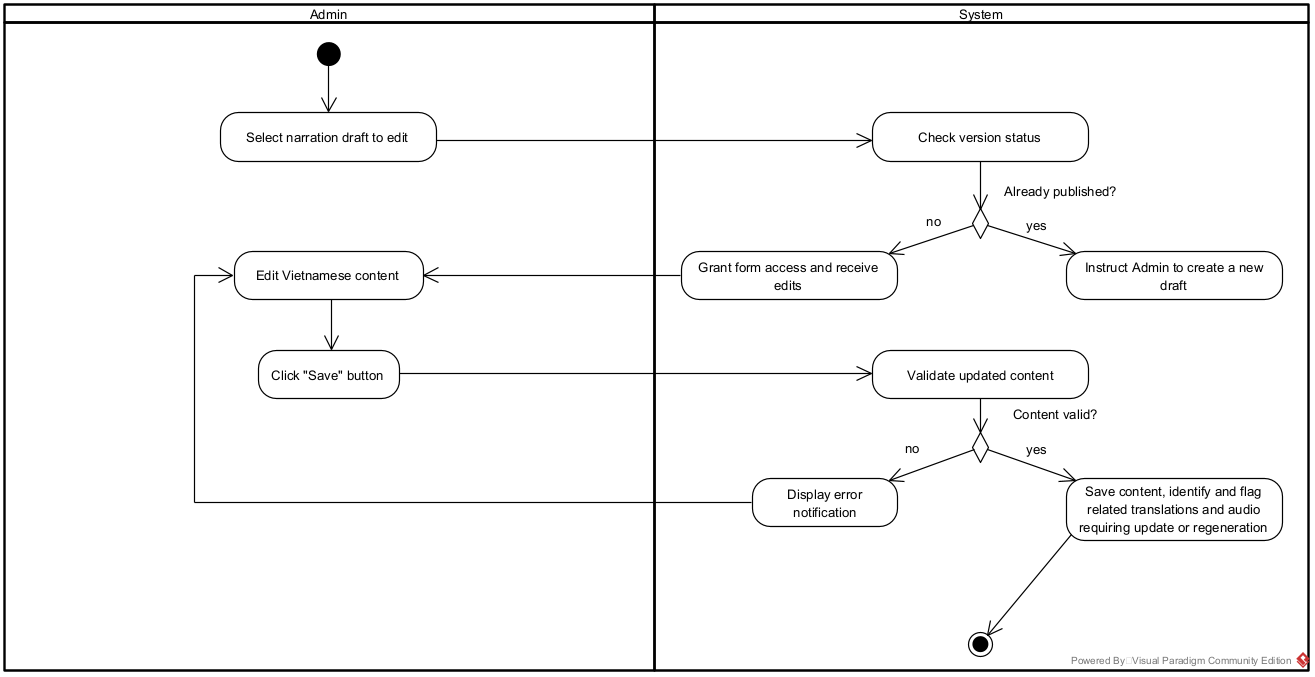 Admin
System
Select narration draft to edit
Check version status
Already published?
no
yes
Edit Vietnamese content
Grant form access and receive
edits
Instruct Admin to create a new
draft
Click "Save" button
Validate updated content
Content valid?
no
yes
Display error
notification
Save content, identify and flag
related translations and audio
requiring update or regeneration
Powered By Visual Paradigm Community Edition